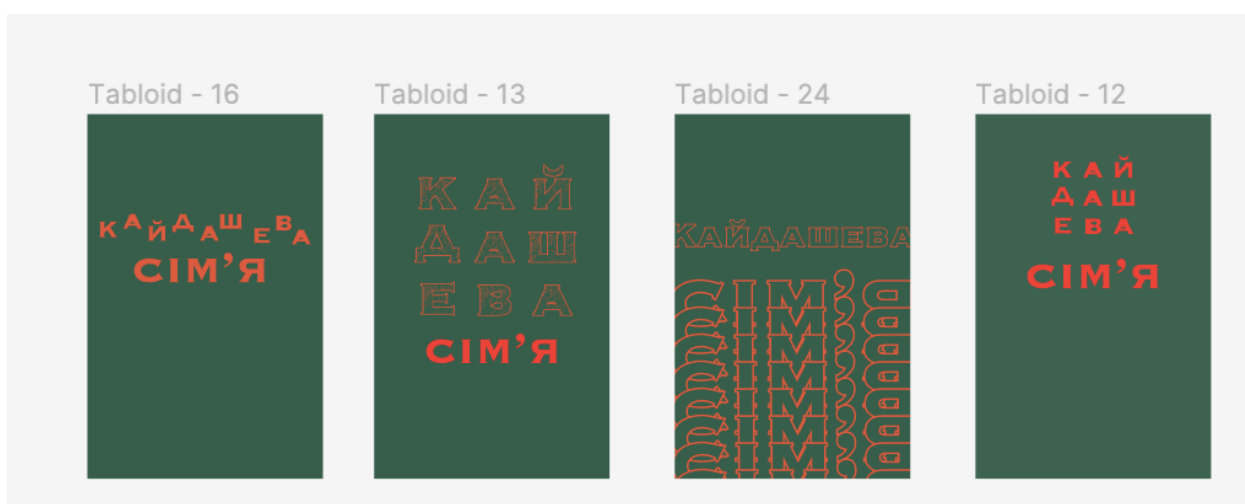 Tabloid - 16
КАЙДАШЕВА
СІМ’Я
Tabloid - 13
КАЙ
ДАШ
ЕВА
СІМ’Я
Tabloid - 24
КАЙДАШЕВА
СІМ’Я
СІМ’Я
СІМ’Я
СІМ’Я
СІМ’Я
СІМ’Я
СІМ’Я
Tabloid - 12
КАЙ
ДАШ
ЕВА
СІМ’Я